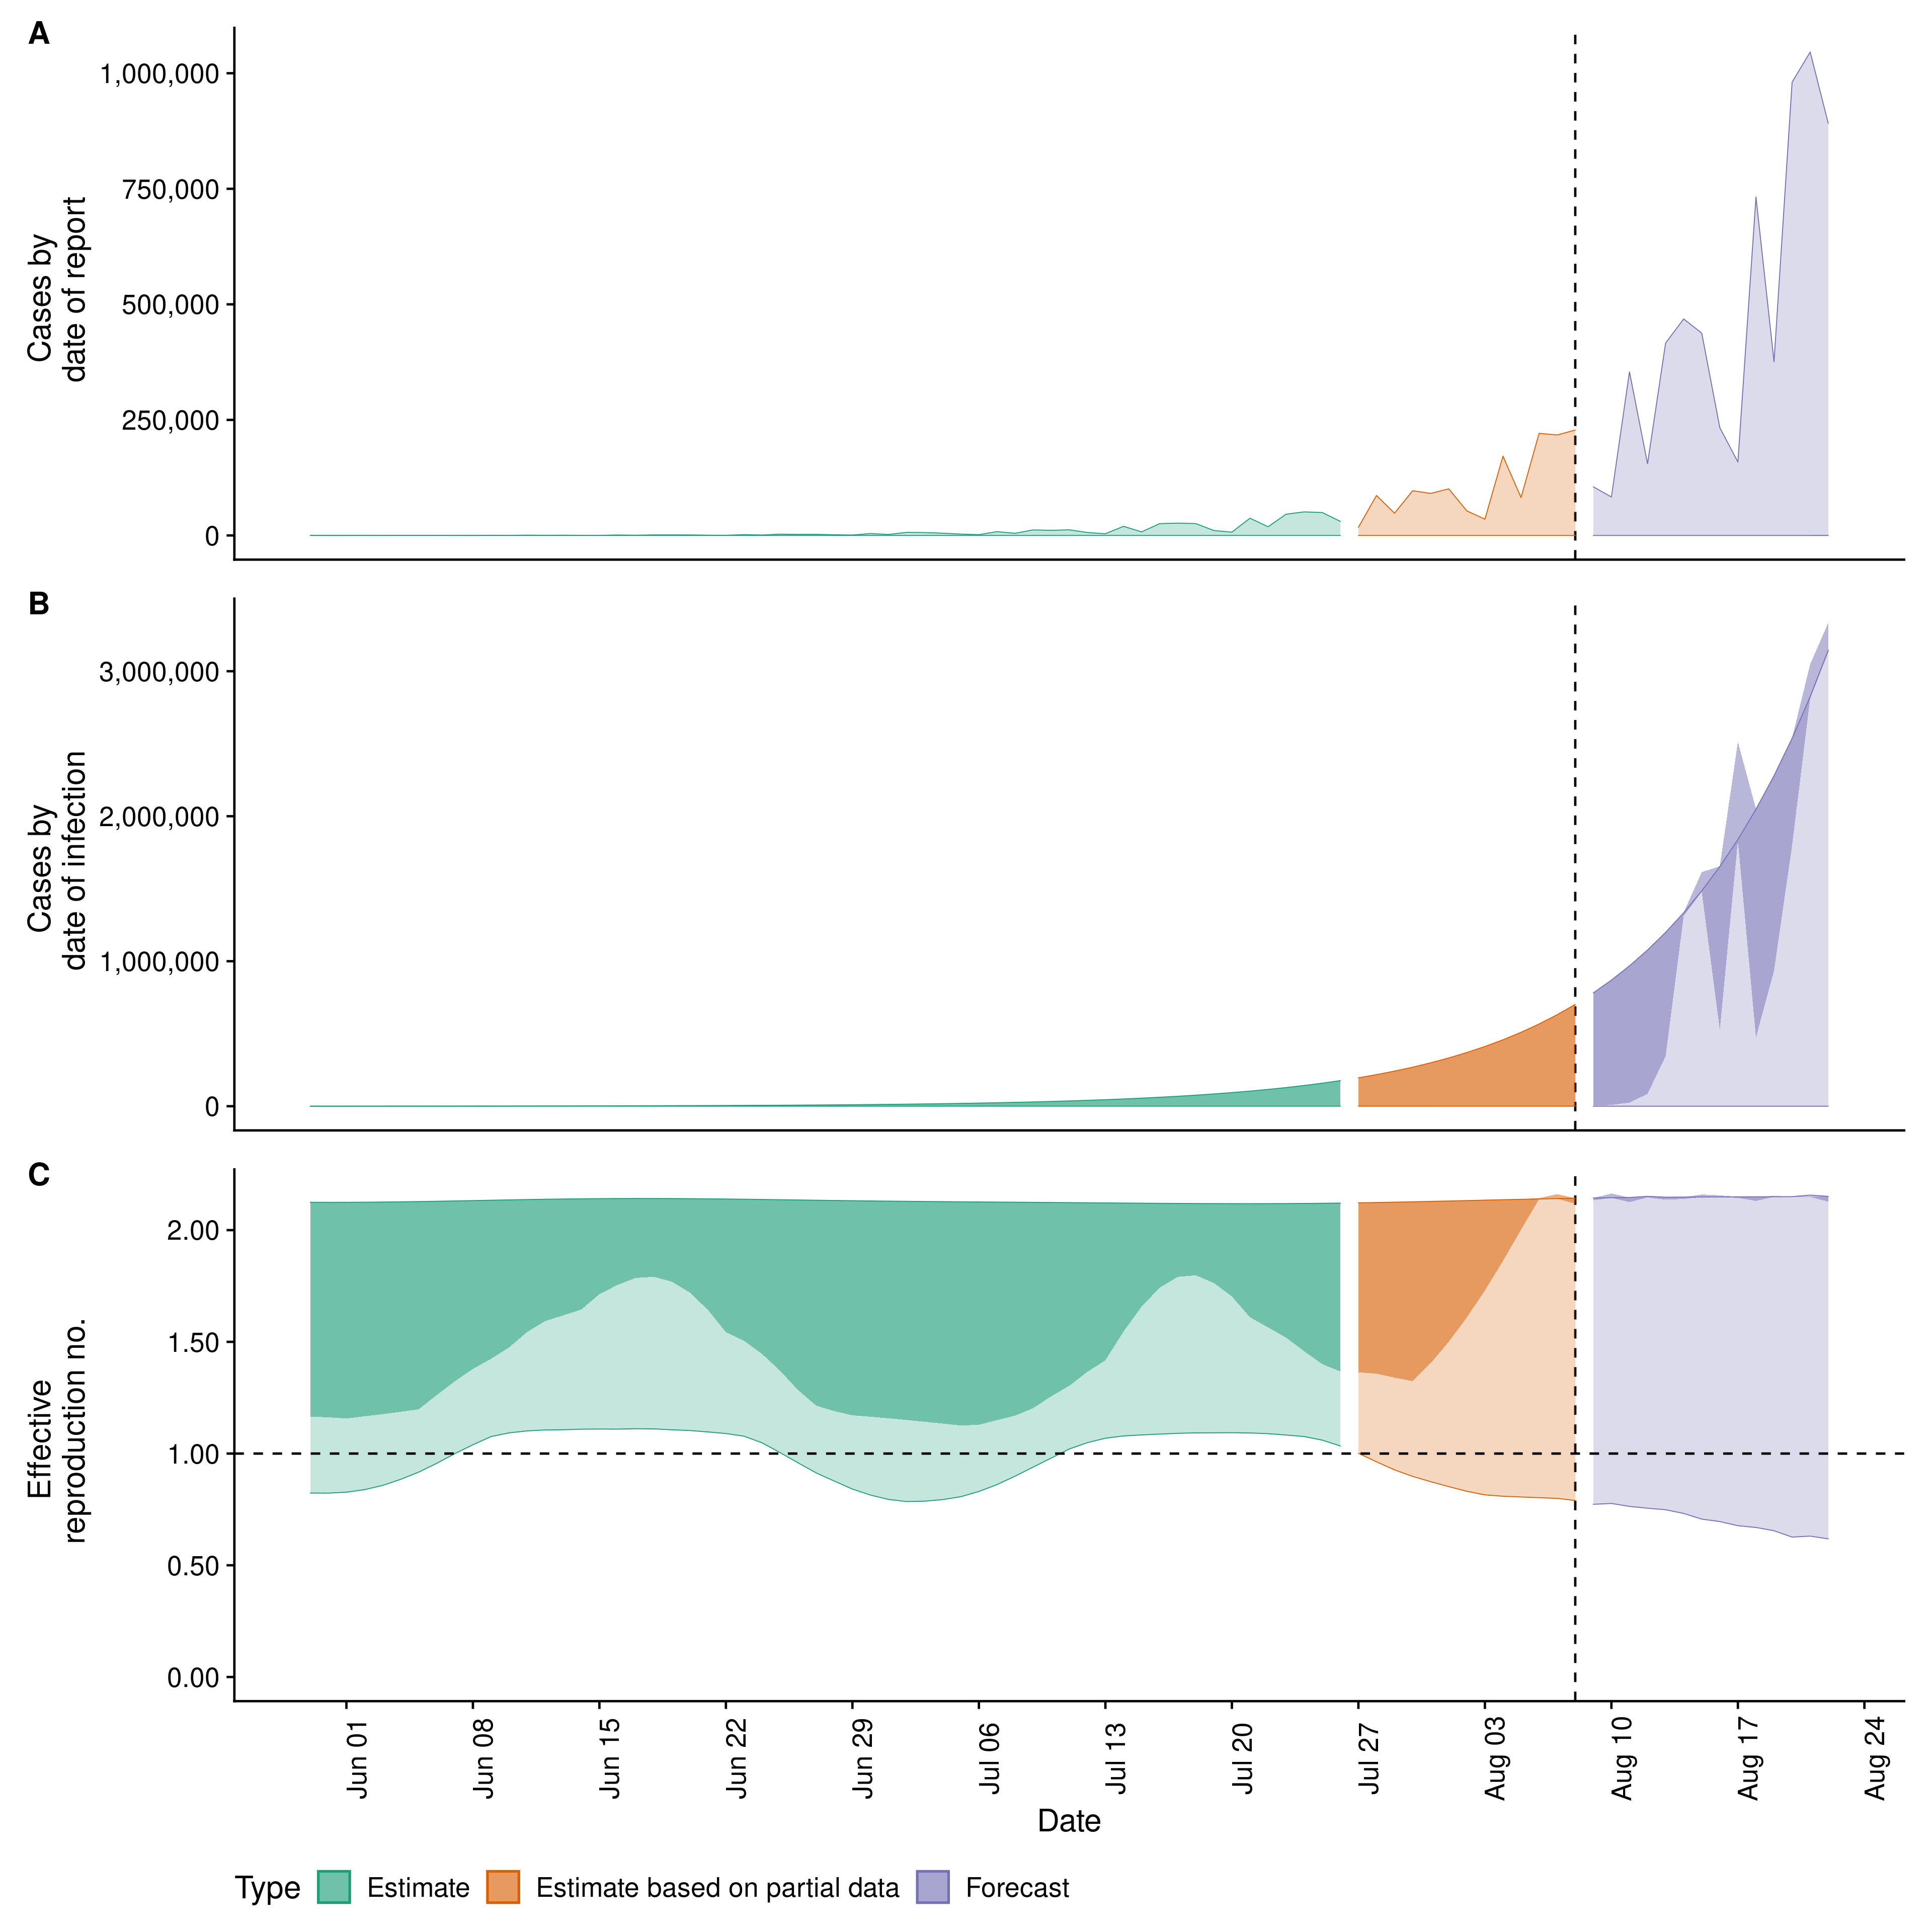 A
Cases by
date of report
1,000,000
750,000
500,000
250,000
0
B
Cases by
date of infection
3,000,000
2,000,000
1,000,000
0
C
Effective
reproduction no.
2.00
1.50
1.00
0.50
0.00
Jun 01
Jun 08
Jun 15
Jun 22
Jun 29
Jul 06
Jul 13
Jul 20
Jul 27
Aug 03
Aug 10
Aug 17
Aug 24
Date
Type Estimate Estimate based on partial data Forecast